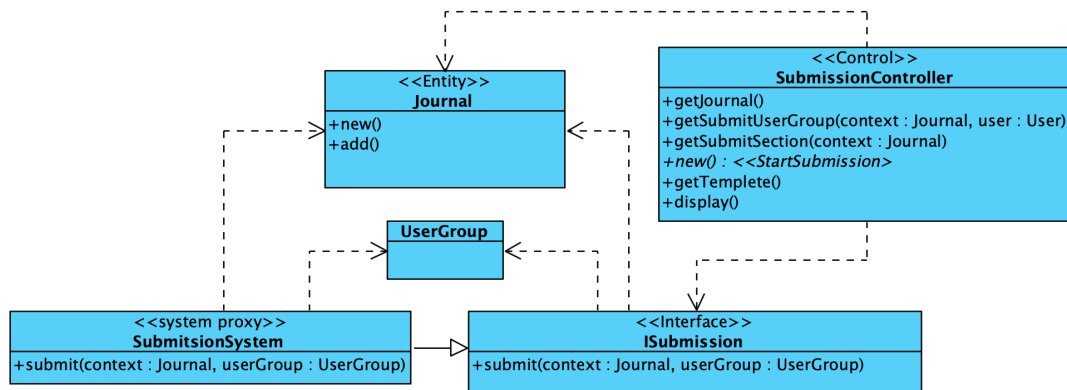 <<Entity>>
Journal
+new()
+add()
<<Control>>
SubmissionController
+getJournal()
+getSubmitUserGroup(context : Journal, user : User)
+getSubmitSection(context : Journal)
+new() : <<StartSubmission>
+getTemplete()
+display()
UserGroup
<<system proxy>>
SubmitsionSystem
+submit(context : Journal, userGroup : UserGroup)
<<Interface>>
ISubmission
+submit(context : Journal, userGroup : UserGroup)